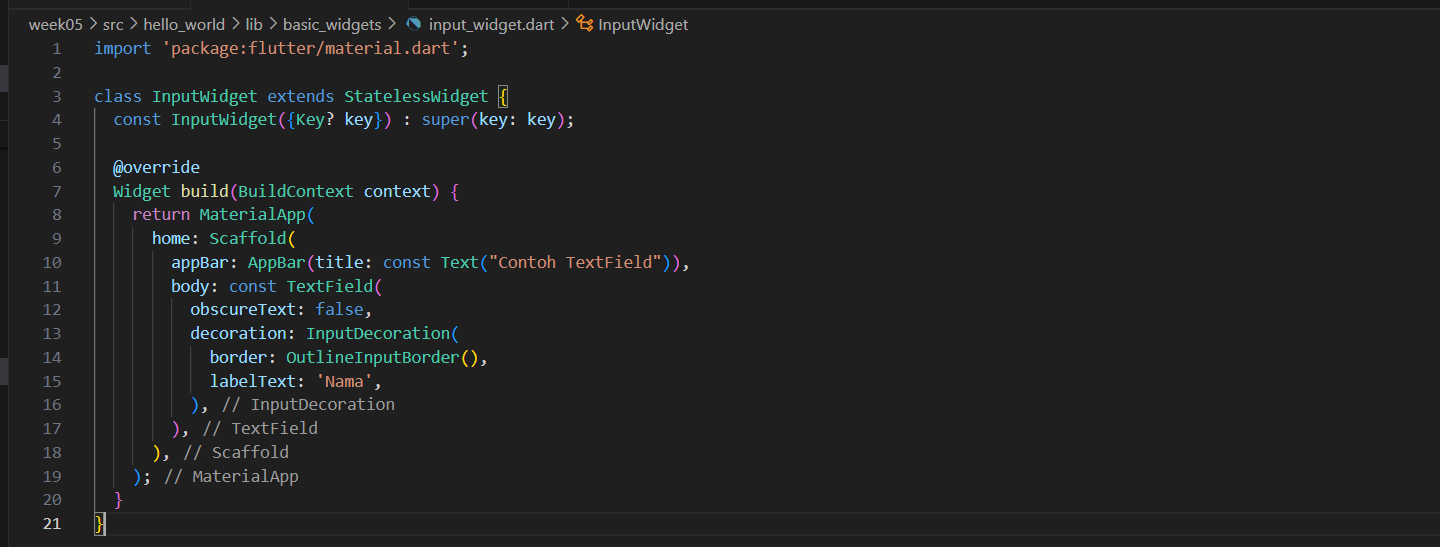 week05 > src > hello_world > lib > basic_widgets > input_widget.dart > InputWidget
1 import 'package:flutter/material.dart';
2
3 class InputWidget extends StatelessWidget {
4   const InputWidget({Key? key}) : super(key: key);
5
6   @override
7   Widget build(BuildContext context) {
8     return MaterialApp(
9       home: Scaffold(
10         appBar: AppBar(title: const Text("Contoh TextField")),
11         body: const TextField(
12           obscureText: false,
13           decoration: InputDecoration(
14             border: OutlineInputBorder(),
15             labelText: 'Nama',
16           ), // InputDecoration
17         ), // TextField
18       ), // Scaffold
19     ); // MaterialApp
20   }
21 }